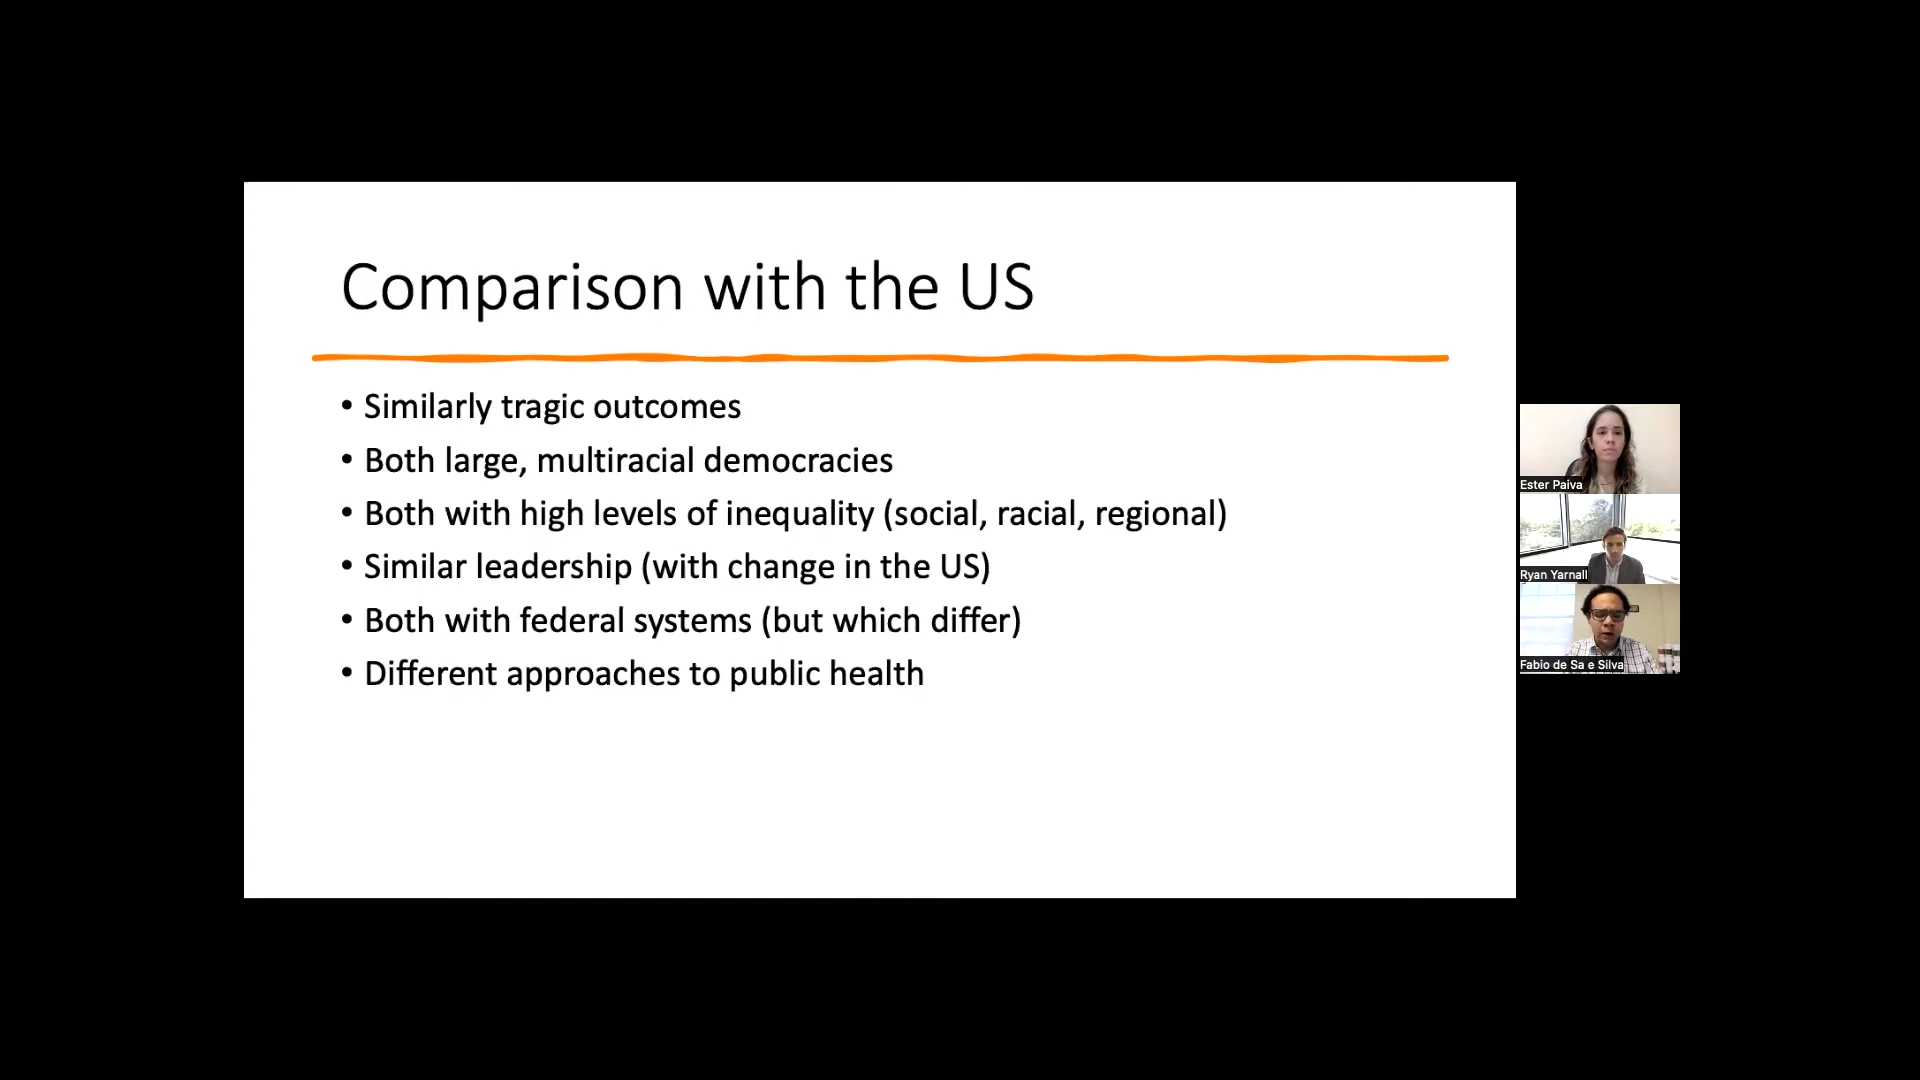 Comparison with the US
• Similarly tragic outcomes
• Both large, multiracial democracies
• Both with high levels of inequality (social, racial, regional)
• Similar leadership (with change in the US)
• Both with federal systems (but which differ)
• Different approaches to public health
Ester Paiva
Ryan Yarnall
Fabio de Sa e Silva